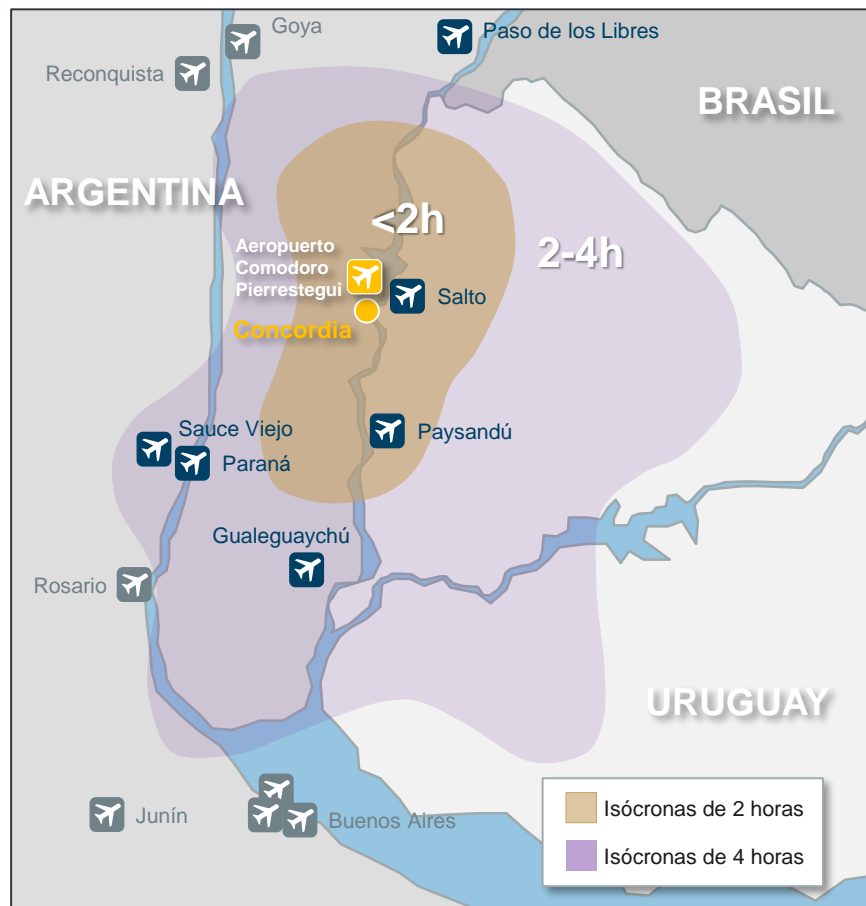 Goya
Paso de los Libres
Reconquista
BRASIL
ARGENTINA
<2h
2-4h
Aeropuerto
Comodoro
Pierrestegui
Salto
Concordia
Sauce Viejo
Paysandú
Paraná
Gualeguaychú
Rosario
URUGUAY
Junín
Buenos Aires
Isócronas de 2 horas
Isócronas de 4 horas